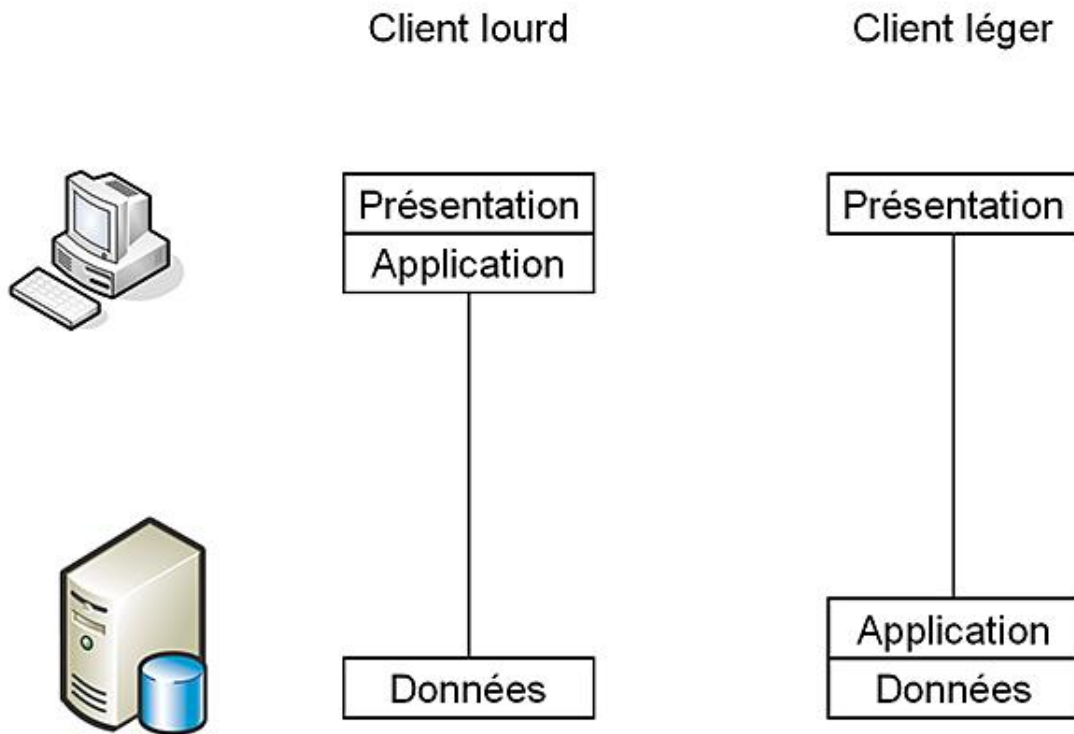 Client lourd
Client léger
Présentation
Application
Présentation
Données
Application
Données